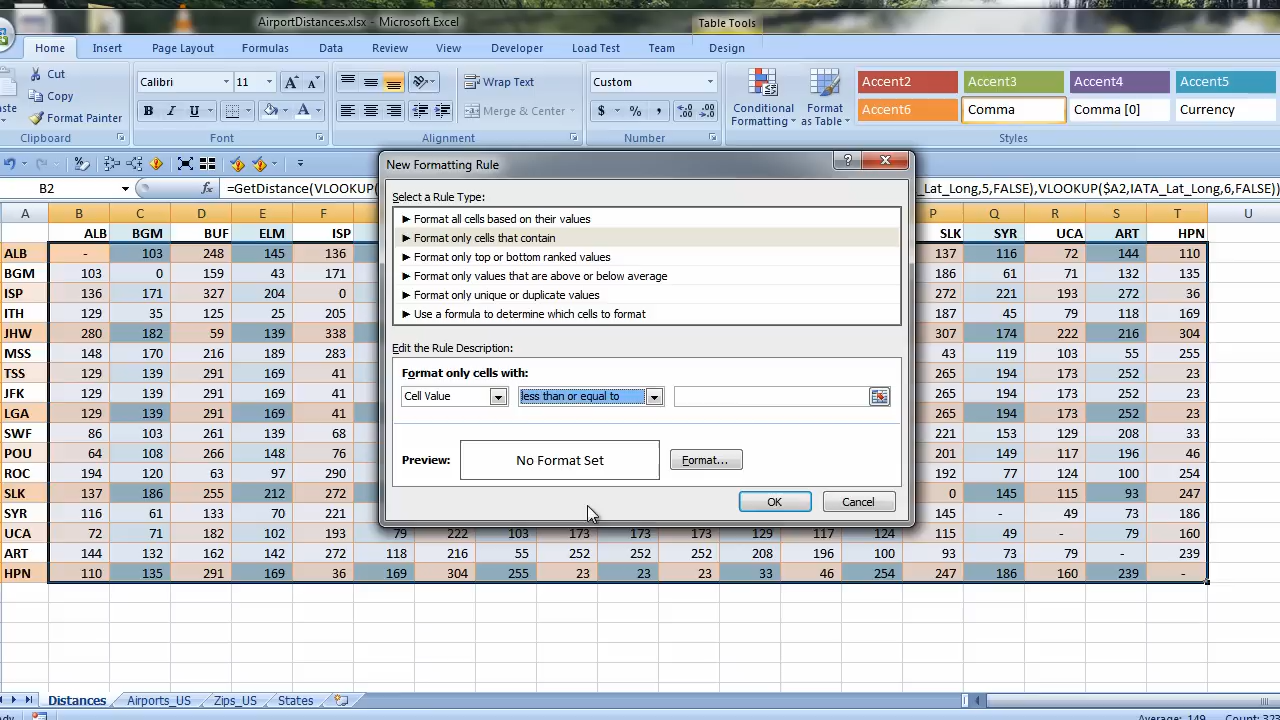 AirportDistances.xlsx - Microsoft Excel
Table Tools
Home Insert Page Layout Formulas Data Review View Developer Load Test Team Design
Cut
Copy
Format Painter
Clipboard
Calibri 11
B I U
Font
Wrap Text
Merge & Center
Alignment
Custom
$ % ,
Number
Conditional Formatting
Format as Table
Accent2 Accent3 Accent4 Accent5
Accent6 Comma Comma [0] Currency
Styles
B2 fx =GetDistance(VLOOKUP( _Lat_Long,5,FALSE),VLOOKUP($A2,IATA_Lat_Long,6,FALSE))
New Formatting Rule
Select a Rule Type:
► Format all cells based on their values
► Format only cells that contain
► Format only top or bottom ranked values
► Format only values that are above or below average
► Format only unique or duplicate values
► Use a formula to determine which cells to format
Edit the Rule Description:
Format only cells with:
Cell Value less than or equal to
Preview: No Format Set Format...
OK Cancel
A B C D E F P Q R S T U
ALB BGM BUF ELM ISP SLK SYR UCA ART HPN
ALB - 103 248 145 136 137 116 72 144 110
BGM 103 0 159 43 171 186 61 71 132 135
ISP 136 171 327 204 0 272 221 193 272 36
ITH 129 35 125 25 205 187 45 79 118 169
JHW 280 182 59 139 338 307 174 222 216 304
MSS 148 170 216 189 283 43 119 103 55 255
TSS 129 139 291 169 41 265 194 173 252 23
JFK 129 139 291 169 41 265 194 173 252 23
LGA 129 139 291 169 41 265 194 173 252 23
SWF 86 103 261 139 68 221 153 129 208 33
POU 64 108 266 148 76 201 149 117 196 46
ROC 194 120 63 97 290 192 77 124 100 254
SLK 137 186 255 212 272 0 145 115 93 247
SYR 116 61 133 70 221 145 - 49 73 186
UCA 72 71 182 102 193 79 222 103 173 173 173 129 117 124 115 49 - 79 160
ART 144 132 162 142 272 118 216 55 252 252 252 208 196 100 93 73 79 - 239
HPN 110 135 291 169 36 169 304 255 23 23 23 33 46 254 247 186 160 239 -
Distances Airports_US Zips_US States
Average: 149